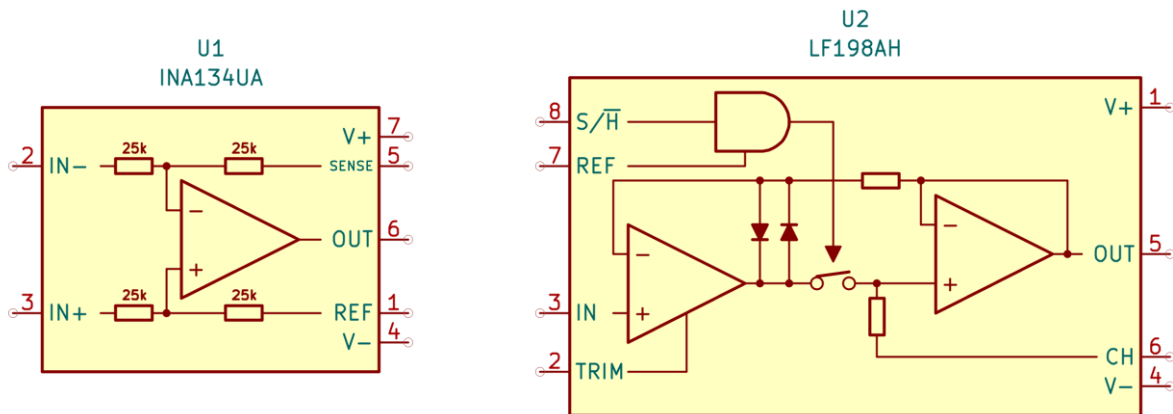 U1
INA134UA
7
V+
2
IN-
25k
25k
SENSE
5
−
OUT
6
+
3
IN+
25k
25k
REF
1
V-
4
U2
LF198AH
8
S/H̅
V+
1
7
REF
−
−
OUT
5
+
3
IN
+
CH
6
2
TRIM
V-
4